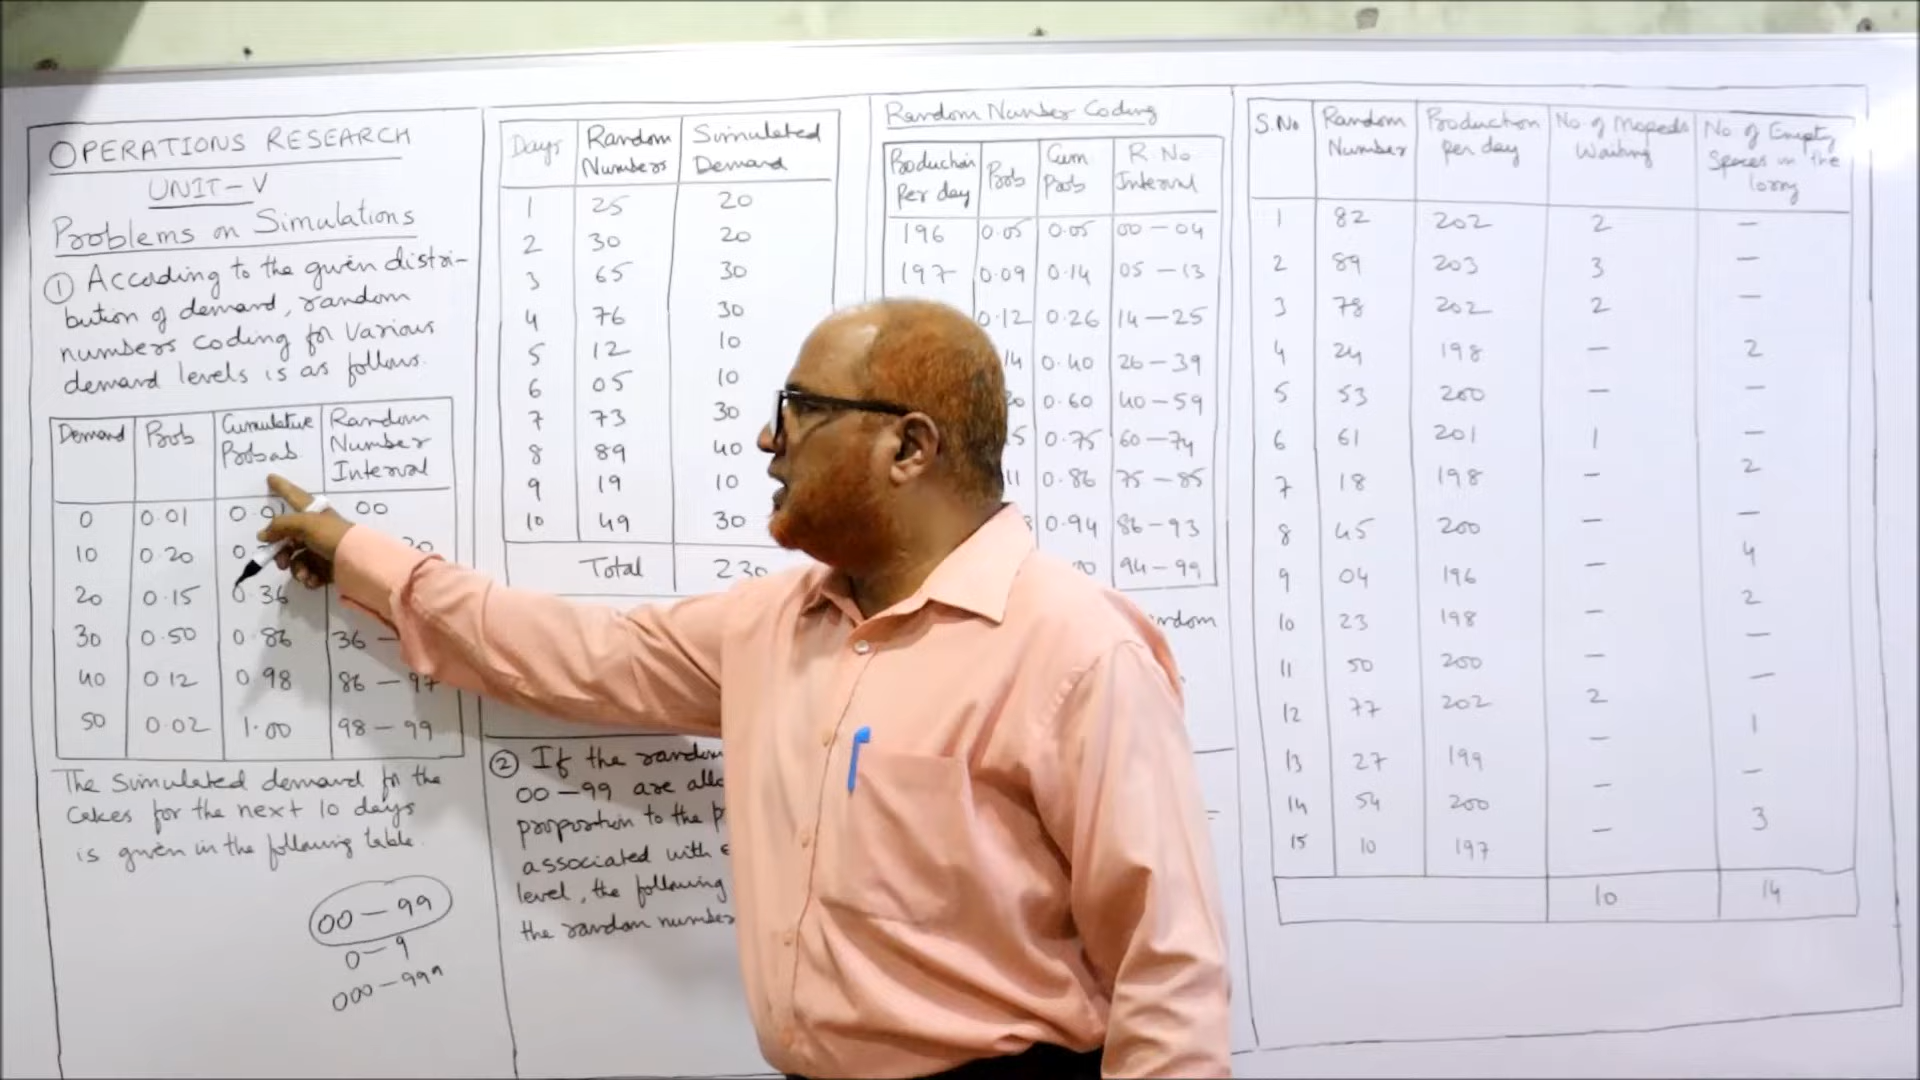 OPERATIONS RESEARCH
UNIT-V
Problems on Simulations
① According to the given distri-
bution of demand, random
numbers coding for various
demand levels is as follows.
Demand Prob Cumulative Probab Random Number Interval
0 0.01 0.01 00
10 0.20 0. 20
20 0.15 0.36
30 0.50 0.86 36 -
40 0.12 0.98 86 - 97
50 0.02 1.00 98 - 99
The simulated demand for the
Cakes for the next 10 days
is given in the following table.
00 - 99
0 - 9
000 - 999
Days Random Numbers Simulated Demand
1 25 20
2 30 20
3 65 30
4 76 30
5 12 10
6 05 10
7 73 30
8 89 40
9 19 10
10 49 30
Total 230
② If the random
00 - 99 are
proportion to the
associated with
level, the following
the random number
Random Number Coding
Production Per day Prob Cum Prob R.No Interval
196 0.05 0.05 00 - 04
197 0.09 0.14 05 - 13
0.12 0.26 14 - 25
14 0.40 26 - 39
0.60 40 - 59
5 0.75 60 - 74
11 0.86 75 - 85
0.94 86 - 93
94 - 99
S.No Random Number Production per day No of Mopeds Waiting No of Empty Spaces in the lorry
1 82 202 2 -
2 89 203 3 -
3 78 202 2 -
4 24 198 - 2
5 53 200 - -
6 61 201 1 -
7 18 198 - 2
8 45 200 - -
9 04 196 - 4
10 23 198 - 2
11 50 200 - -
12 77 202 2 -
13 27 199 - 1
14 54 200 - -
15 10 197 - 3
10 14